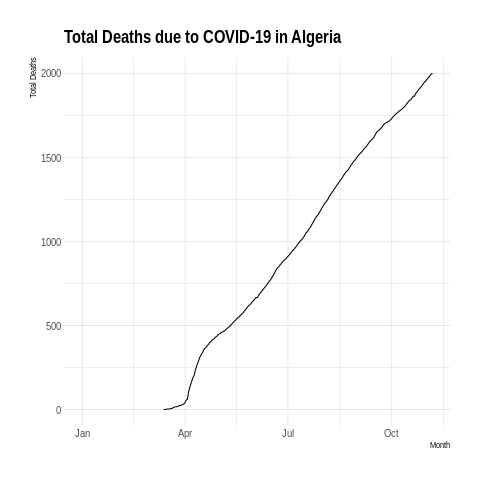 Total Deaths due to COVID-19 in Algeria
Total Deaths
2000
1500
1000
500
0
Jan Apr Jul Oct
Month